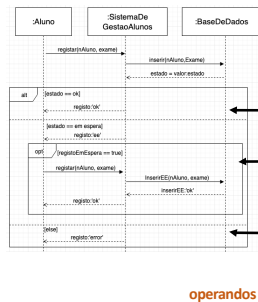 :Aluno
:SistemaDe
GestaoAlunos
:BaseDeDados
registar(nAluno, exame)
inserir(nAluno,Exame)
estado = valor:estado
alt
[estado == ok]
registo:'ok'
[estado == em espera]
registo:'ee'
opt
[registoEmEspera == true]
registar(nAluno, exame)
InserirEE(nAluno, exame)
inserirEE:'ok'
registo:'ok'
[else]
registo:'error'
operandos